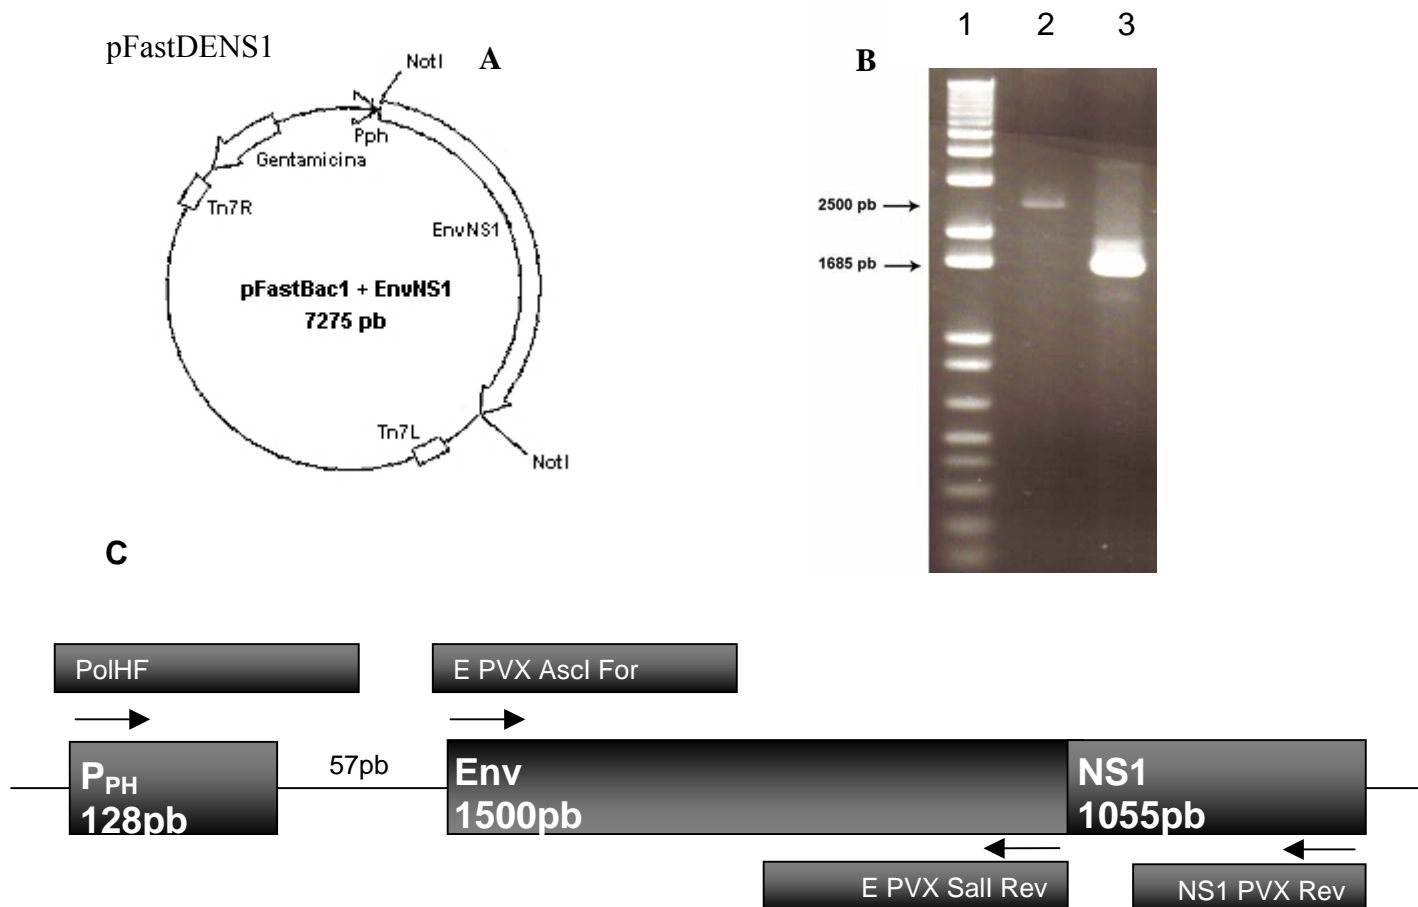 pFastDENS1
A
NotI
Pph
Gentamicina
Tn7R
EnvNS1
pFastBac1 + EnvNS1
7275 pb
Tn7L
NotI
1 2 3
B
2500 pb
1685 pb
C
PolHF
E PVX AscI For
57pb
PPH
128pb
Env
1500pb
NS1
1055pb
E PVX SalI Rev
NS1 PVX Rev